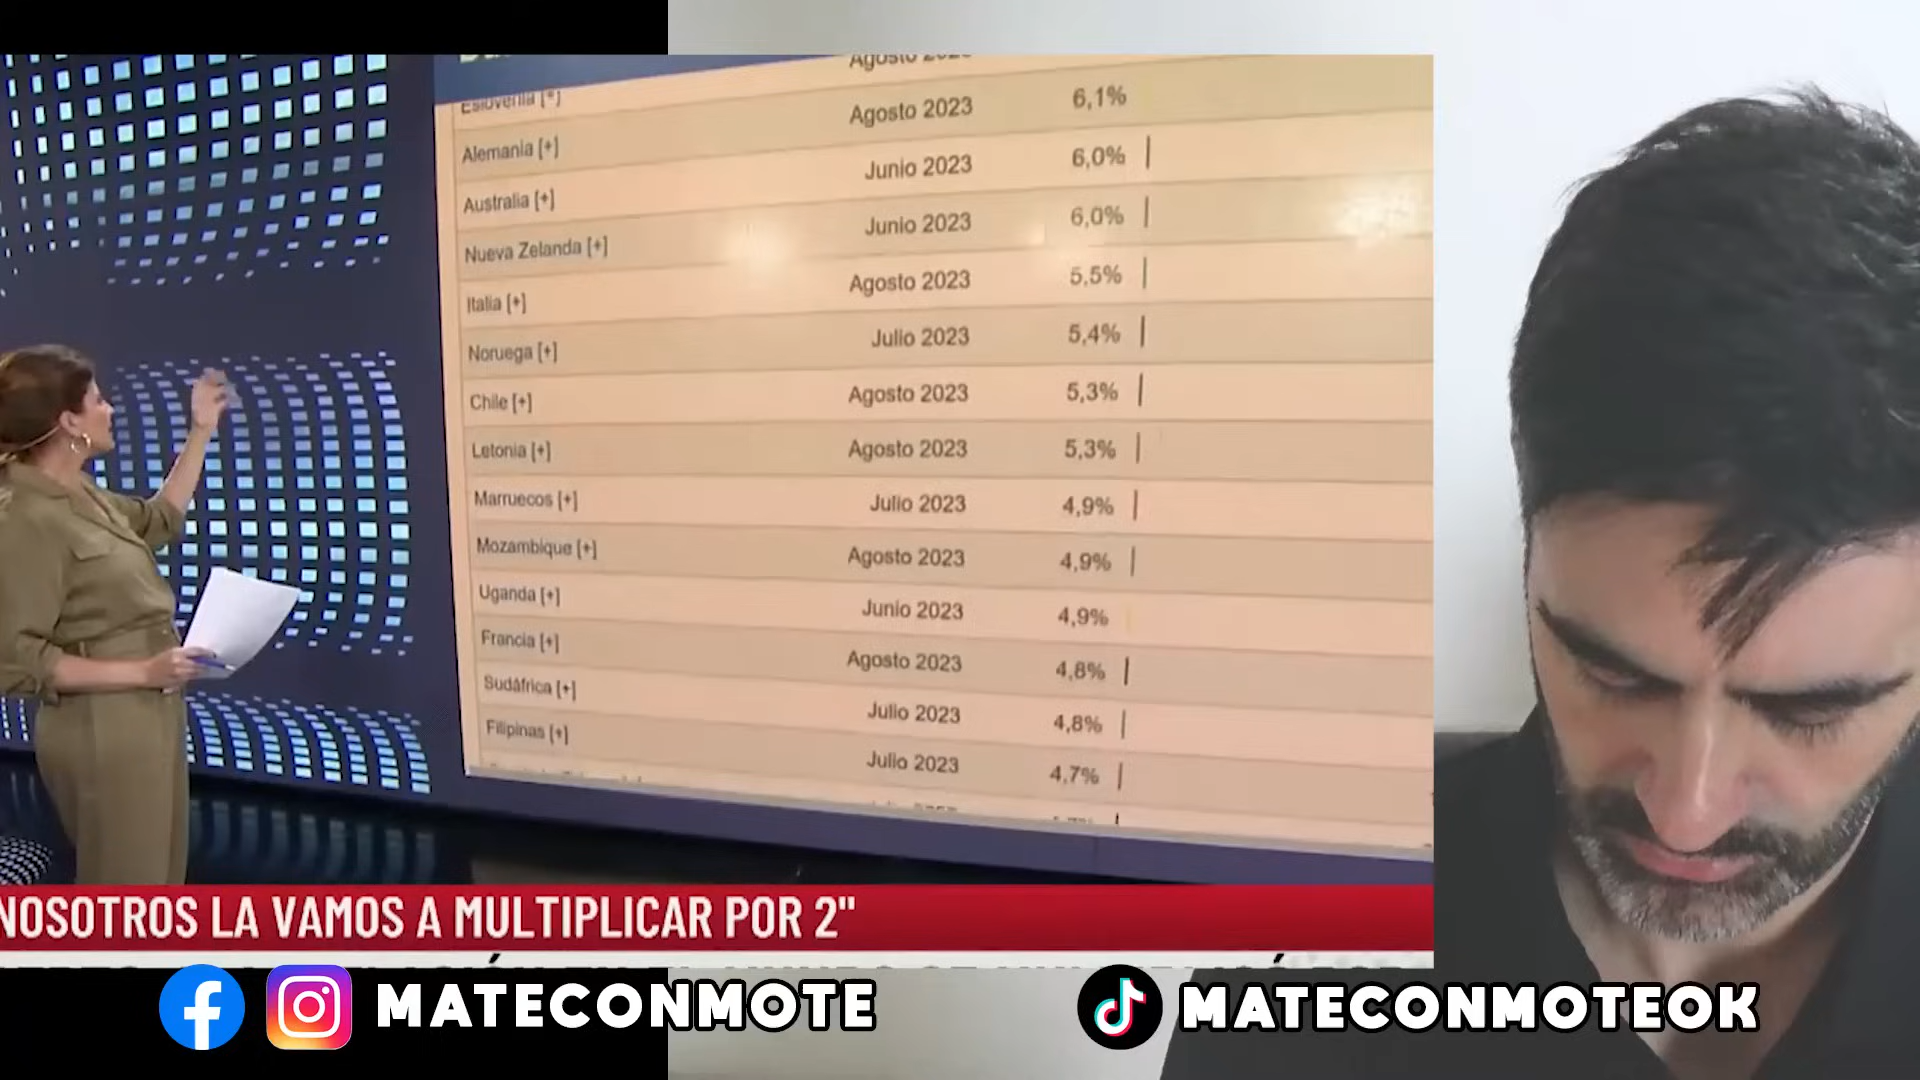 Agosto 2023
Eslovenia [+]
Alemania [+] Agosto 2023 6,1%
Australia [+] Junio 2023 6,0%
Nueva Zelanda [+] Junio 2023 6,0%
Italia [+] Agosto 2023 5,5%
Noruega [+] Julio 2023 5,4%
Chile [+] Agosto 2023 5,3%
Letonia [+] Agosto 2023 5,3%
Marruecos [+] Julio 2023 4,9%
Mozambique [+] Agosto 2023 4,9%
Uganda [+] Junio 2023 4,9%
Francia [+] Agosto 2023 4,8%
Sudáfrica [+] Julio 2023 4,8%
Filipinas [+] Julio 2023 4,7%
NOSOTROS LA VAMOS A MULTIPLICAR POR 2"
MATECONMOTE
MATECONMOTEOK